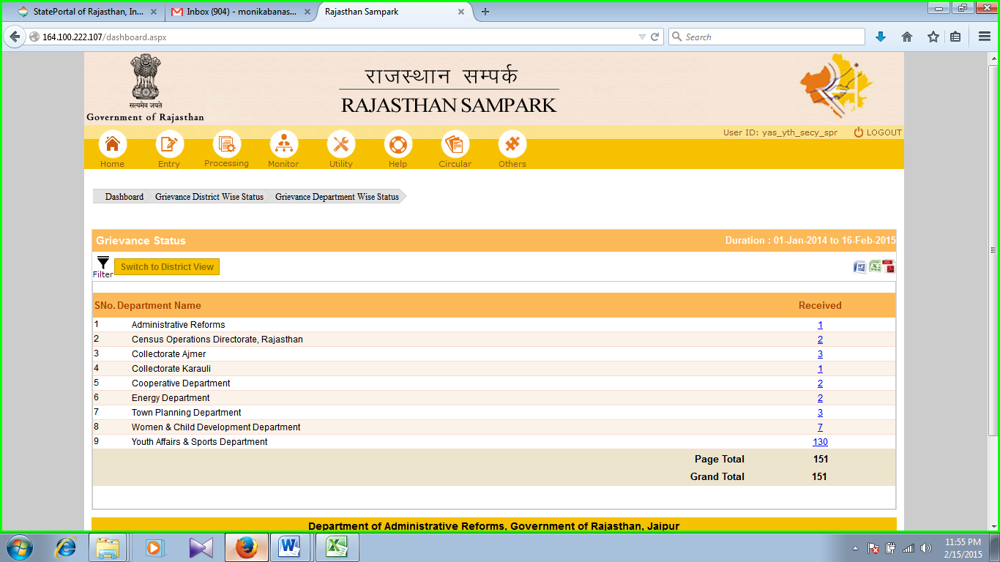 StatePortal of Rajasthan, In... × Inbox (904) - monikabanas... × Rajasthan Sampark × +
164.100.222.107/dashboard.aspx Search
राजस्थान सम्पर्क
RAJASTHAN SAMPARK
सत्यमेव जयते
Government of Rajasthan
User ID: yas_yth_secy_spr LOGOUT
Home Entry Processing Monitor Utility Help Circular Others
Dashboard Grievance District Wise Status Grievance Department Wise Status
Grievance Status Duration : 01-Jan-2014 to 16-Feb-2015
Filter Switch to District View
SNo. Department Name Received
1 Administrative Reforms 1
2 Census Operations Directorate, Rajasthan 2
3 Collectorate Ajmer 3
4 Collectorate Karauli 1
5 Cooperative Department 2
6 Energy Department 2
7 Town Planning Department 3
8 Women & Child Development Department 7
9 Youth Affairs & Sports Department 130
Page Total 151
Grand Total 151
Department of Administrative Reforms, Government of Rajasthan, Jaipur
11:55 PM
2/15/2015